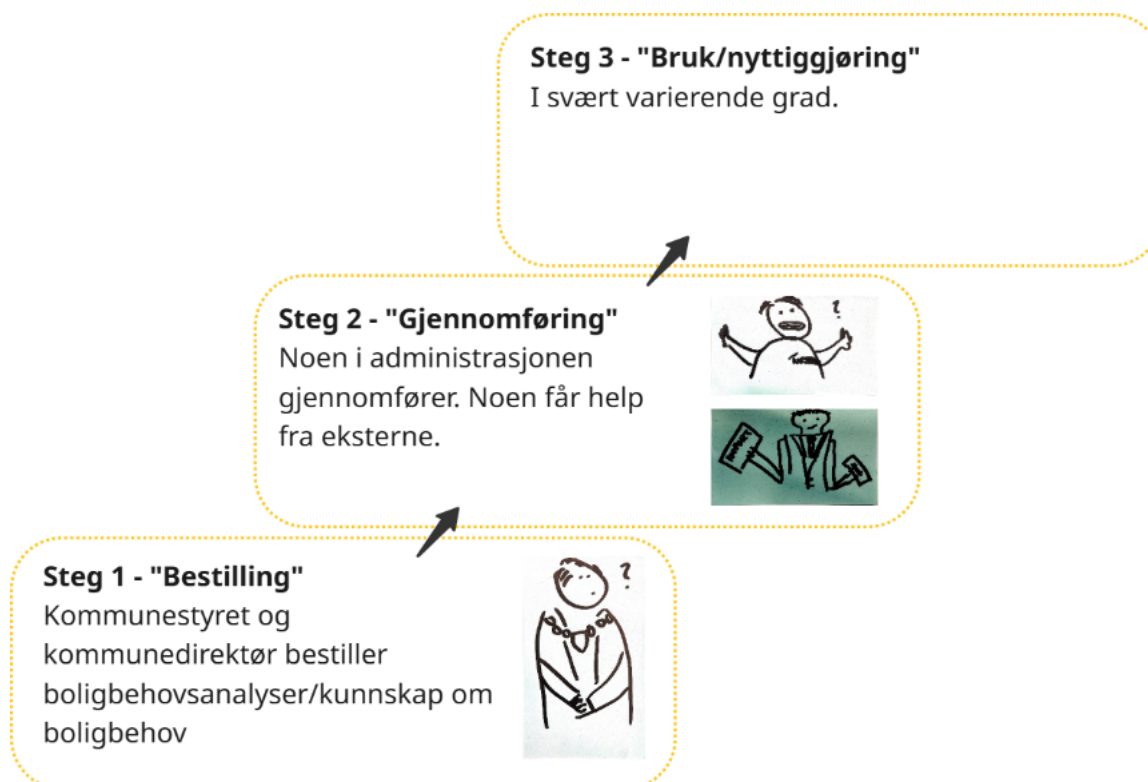 Steg 3 - "Bruk/nyttiggjøring"
I svært varierende grad.
Steg 2 - "Gjennomføring"
Noen i administrasjonen
gjennomfører. Noen får help
fra eksterne.
?
Steg 1 - "Bestilling"
Kommunestyret og
kommunedirektør bestiller
boligbehovsanalyser/kunnskap om
boligbehov
?